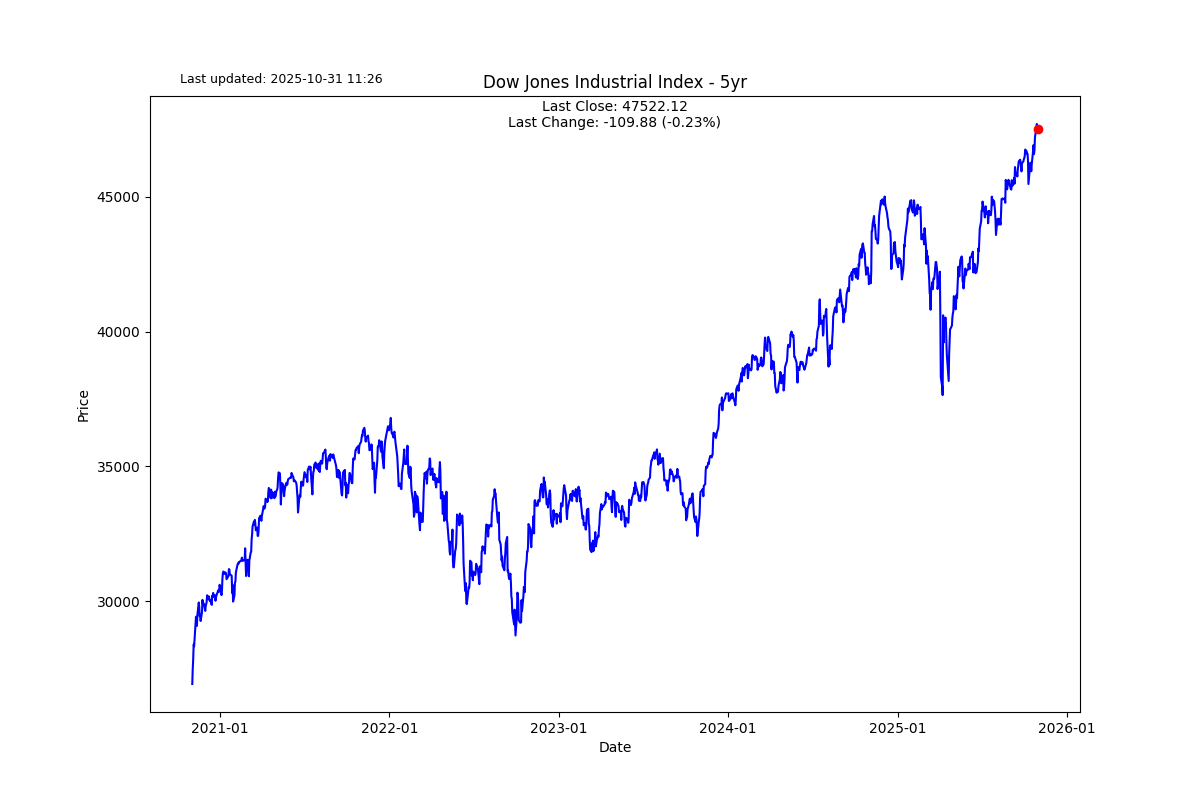 Last updated: 2025-10-31 11:26
Dow Jones Industrial Index - 5yr
Last Close: 47522.12
Last Change: -109.88 (-0.23%)
Price
45000
40000
35000
30000
2021-01
2022-01
2023-01
2024-01
2025-01
2026-01
Date